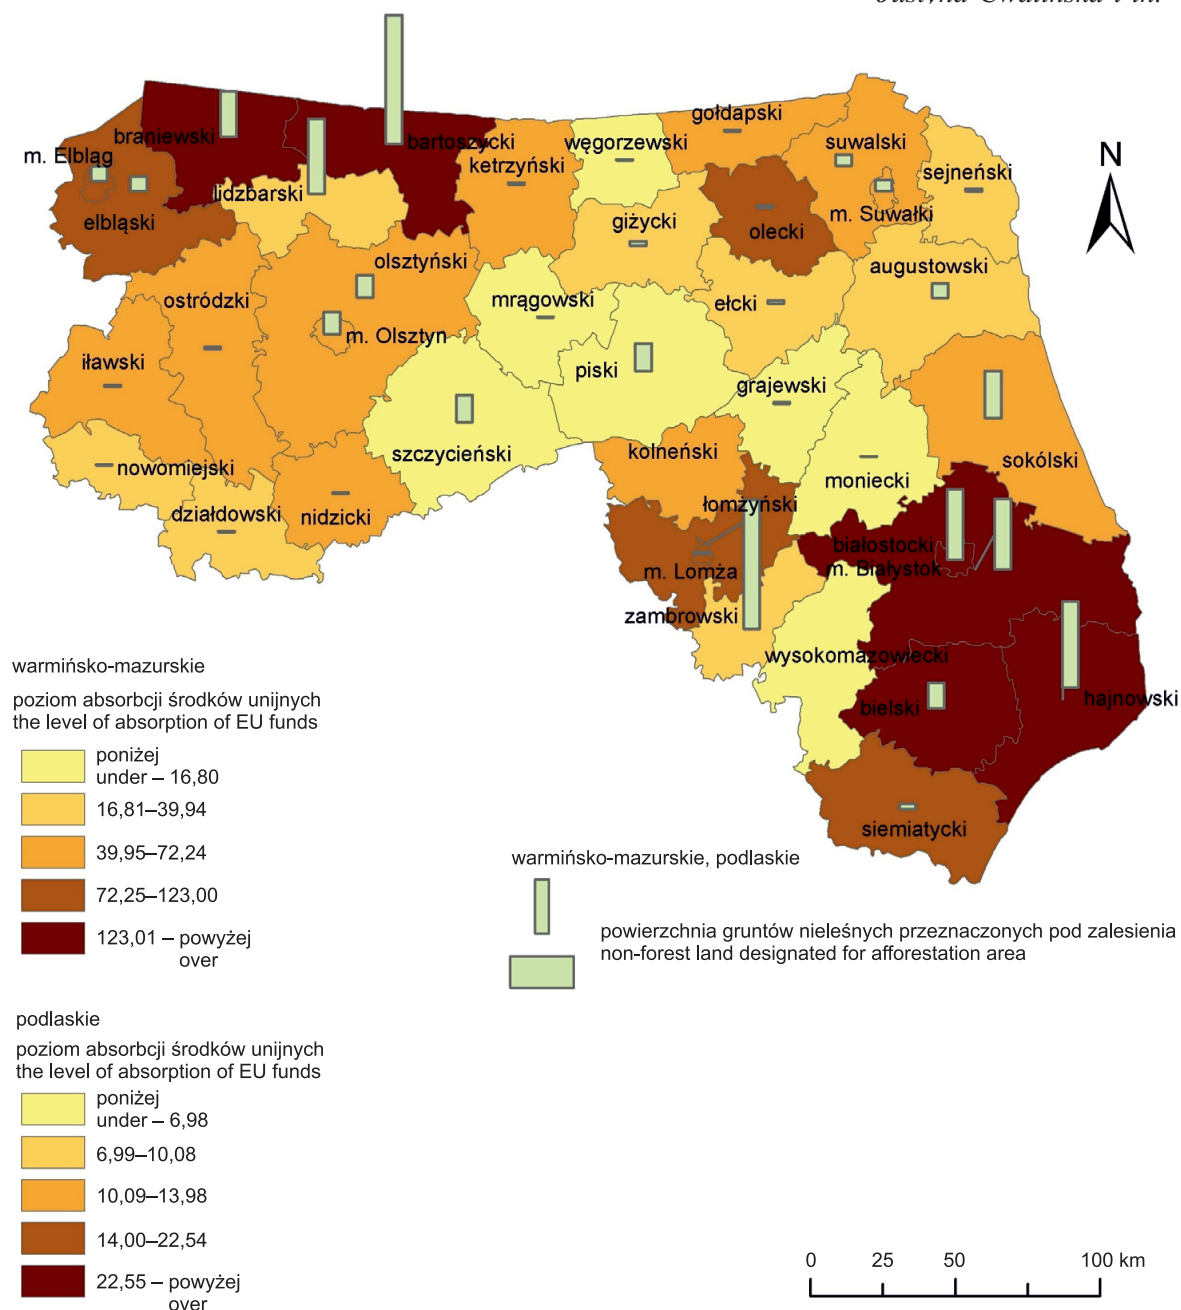 braniewski
bartoszycki
m. Elbląg
lidzbarski
elbląski
ketrzyński
węgorzewski
gołdapski
suwalski
sejneński
m. Suwałki
olecki
giżycki
augustowski
ełcki
olsztyński
ostródzki
m. Olsztyn
mrągowski
iławski
piski
grajewski
szczycieński
kolneński
moniecki
sokólski
nowomiejski
działdowski
nidzicki
łomżyński
m. Lomża
białostocki
m. Białystok
zambrowski
wysokomazowiecki
bielski
hajnowski
siemiatycki
N
warmińsko-mazurskie
poziom absorbcji środków unijnych
the level of absorption of EU funds
poniżej
under – 16,80
16,81–39,94
39,95–72,24
72,25–123,00
123,01 – powyżej
over
warmińsko-mazurskie, podlaskie
powierzchnia gruntów nieleśnych przeznaczonych pod zalesienia
non-forest land designated for afforestation area
podlaskie
poziom absorbcji środków unijnych
the level of absorption of EU funds
poniżej
under – 6,98
6,99–10,08
10,09–13,98
14,00–22,54
22,55 – powyżej
over
0 25 50 100 km